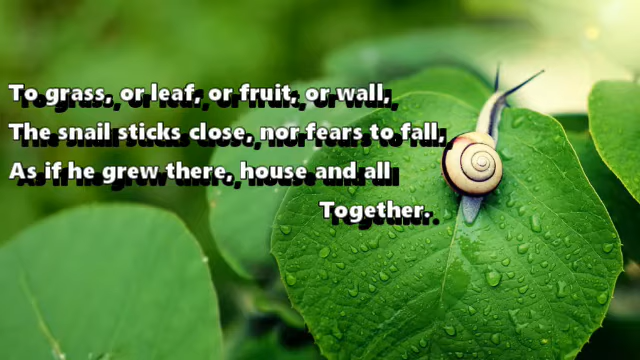 To grass, or leaf, or fruit, or wall,
The snail sticks close, nor fears to fall,
As if he grew there, house and all
Together.